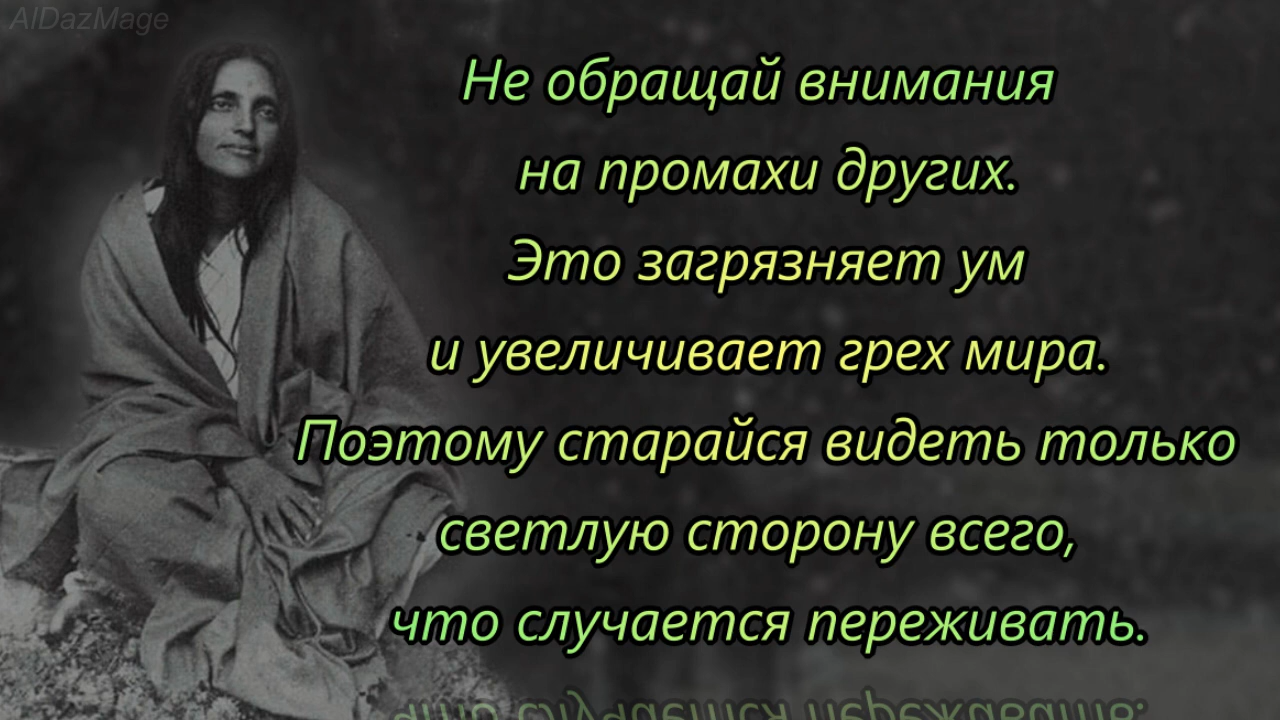 AlDazMage
Не обращай внимания
на промахи других.
Это загрязняет ум
и увеличивает грех мира.
Поэтому старайся видеть только
светлую сторону всего,
что случается переживать.